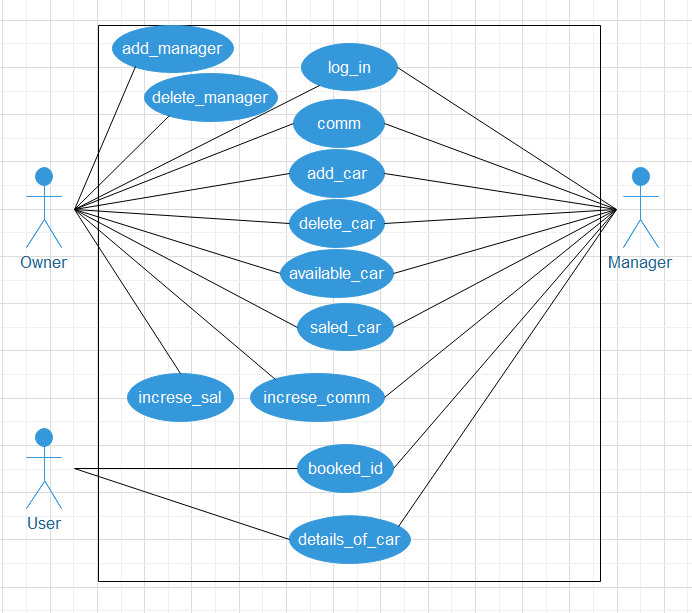 add_manager
log_in
delete_manager
comm
add_car
delete_car
Owner
Manager
available_car
saled_car
increse_sal
increse_comm
booked_id
User
details_of_car